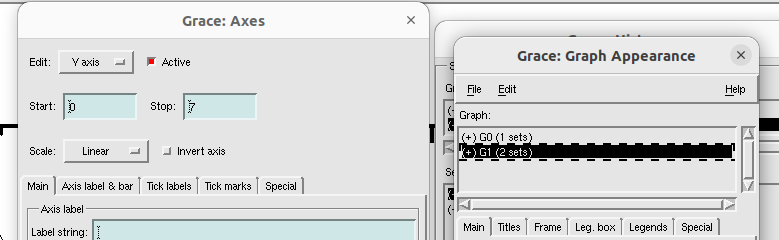 Grace: Axes
Edit: Y axis Active
Start: 0 Stop: 7
Scale: Linear Invert axis
Main Axis label & bar Tick labels Tick marks Special
Axis label
Label string:
Grace: Graph Appearance
File Edit Help
Graph:
(+) G0 (1 sets)
(+) G1 (2 sets)
Main Titles Frame Leg. box Legends Special